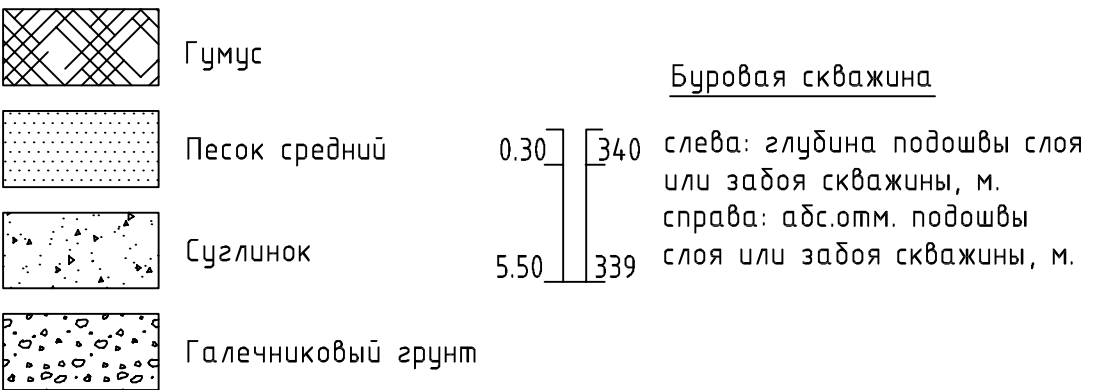 Гумус
Песок средний
Суглинок
Галечниковый грунт
Буровая скважина
0.30
340
5.50
339
слева: глубина подошвы слоя
или забоя скважины, м.
справа: абс.отм. подошвы
слоя или забоя скважины, м.